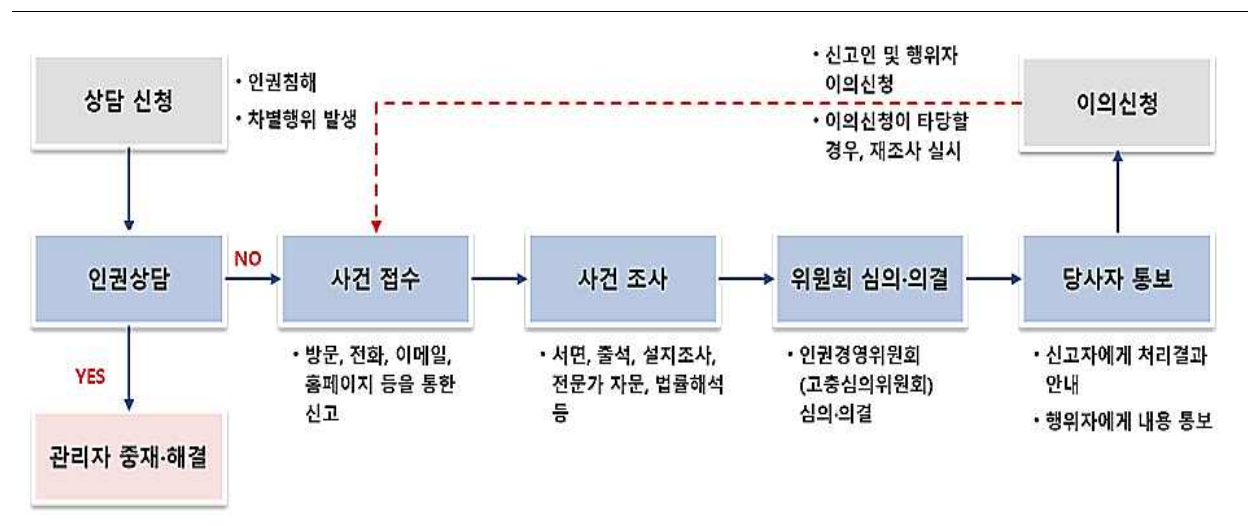 상담 신청
• 인권침해
• 차별행위 발생
• 신고인 및 행위자
이의신청
• 이의신청이 타당할
경우, 재조사 실시
이의신청
인권상담
NO
사건 접수
사건 조사
위원회 심의·의결
당사자 통보
YES
관리자 중재·해결
• 방문, 전화, 이메일,
홈페이지 등을 통한
신고
• 서면, 출석, 설지조사,
전문가 자문, 법률해석
등
• 인권경영위원회
(고충심의위원회)
심의·의결
• 신고자에게 처리결과
안내
• 행위자에게 내용 통보